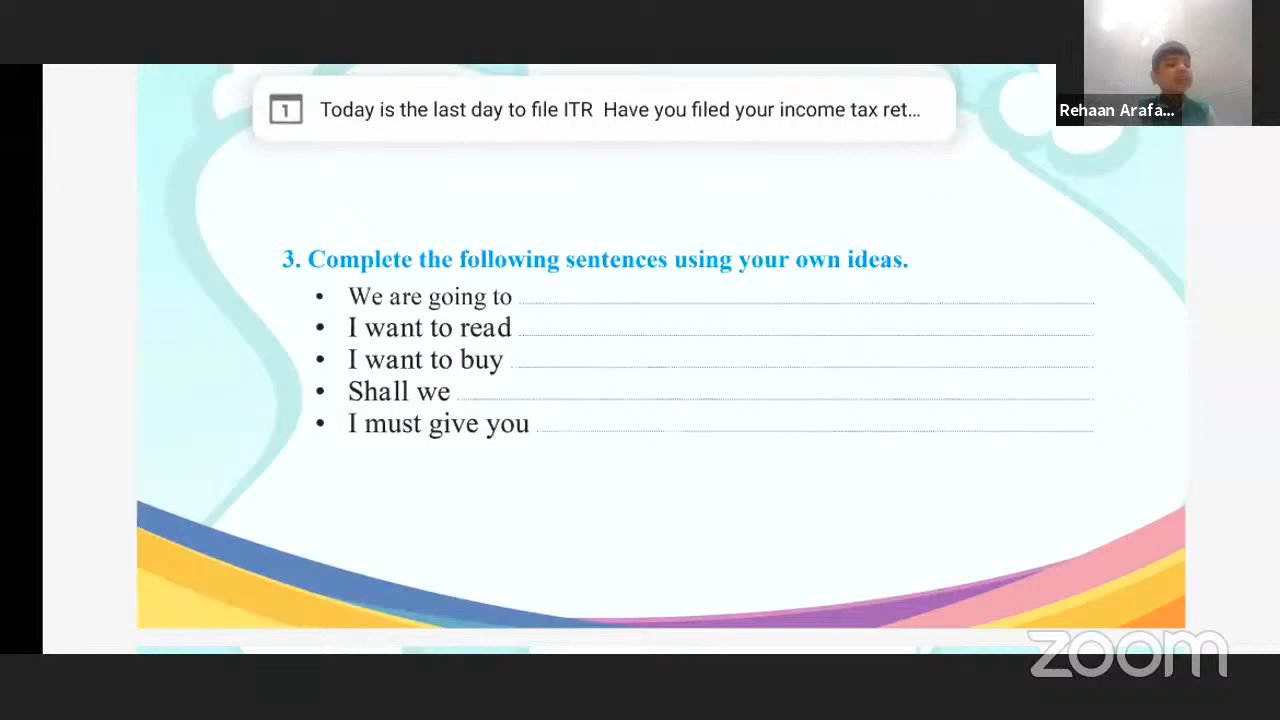 1 Today is the last day to file ITR Have you filed your income tax ret...
Rehaan Arafa...
3. Complete the following sentences using your own ideas.
• We are going to
• I want to read
• I want to buy
• Shall we
• I must give you
zoom